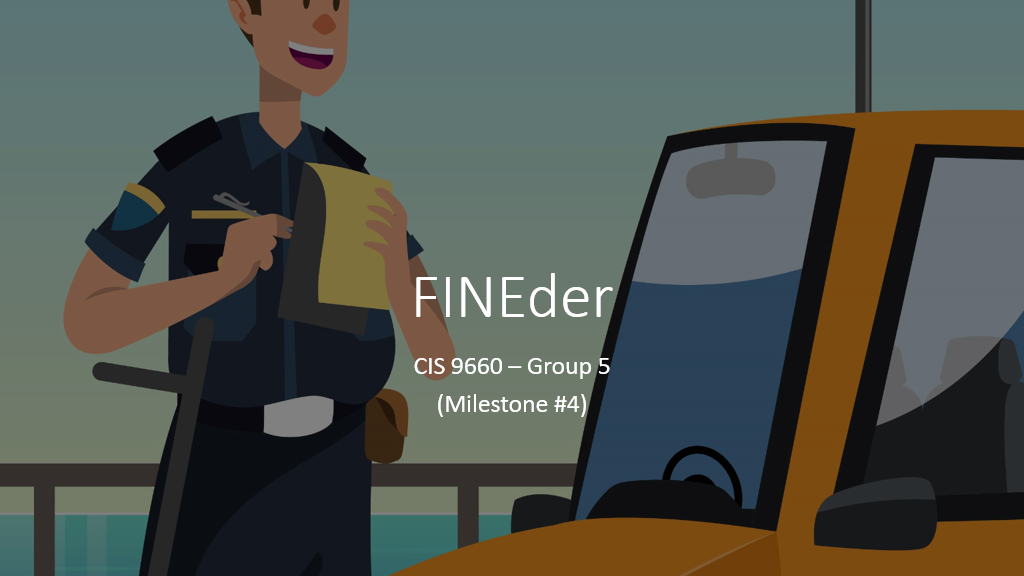 FINEder
CIS 9660 – Group 5
(Milestone #4)